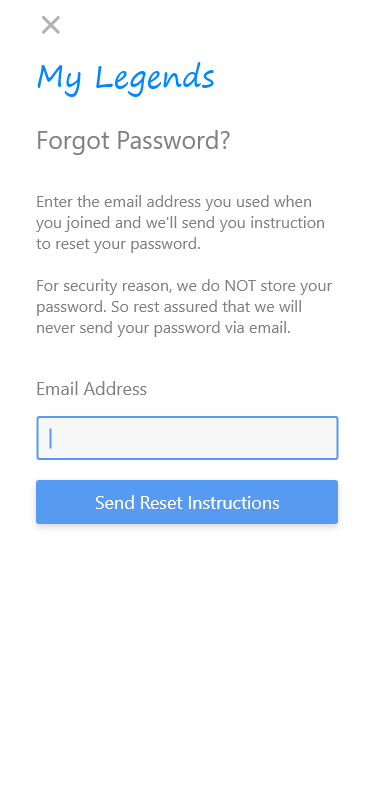 My Legends
Forgot Password?
Enter the email address you used when
you joined and we'll send you instruction
to reset your password.
For security reason, we do NOT store your
password. So rest assured that we will
never send your password via email.
Email Address
Send Reset Instructions